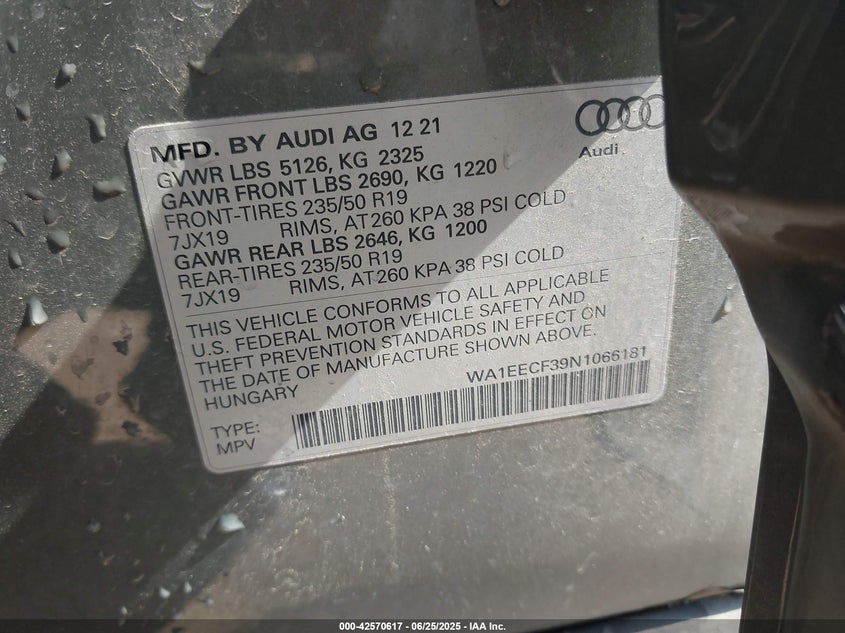 MFD. BY AUDI AG 12 21
Audi
GVWR LBS 5126, KG 2325
GAWR FRONT LBS 2690, KG 1220
FRONT-TIRES 235/50 R19
7JX19 RIMS, AT260 KPA 38 PSI COLD
GAWR REAR LBS 2646, KG 1200
REAR-TIRES 235/50 R19
7JX19 RIMS, AT260 KPA 38 PSI COLD
THIS VEHICLE CONFORMS TO ALL APPLICABLE
U.S. FEDERAL MOTOR VEHICLE SAFETY AND
THEFT PREVENTION STANDARDS IN EFFECT ON
THE DATE OF MANUFACTURE SHOWN ABOVE.
HUNGARY WA1EECF39N1066181
TYPE:
MPV
000-42570617 - 06/25/2025 - IAA Inc.